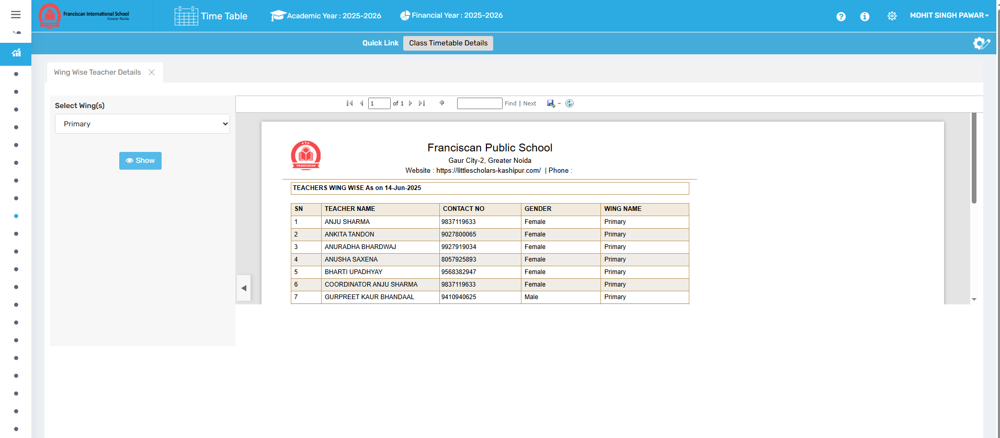 Franciscan International School
Greater Noida
Time Table
Academic Year : 2025-2026
Financial Year : 2025-2026
MOHIT SINGH PAWAR
Quick Link
Class Timetable Details
Wing Wise Teacher Details
Select Wing(s)
Primary
Show
1 of 1 Find | Next
FRANCISCAN
Franciscan Public School
Gaur City-2, Greater Noida
Website : https://littlescholars-kashipur.com/ | Phone :
TEACHERS WING WISE As on 14-Jun-2025
SN TEACHER NAME CONTACT NO GENDER WING NAME
1 ANJU SHARMA 9837119633 Female Primary
2 ANKITA TANDON 9027800065 Female Primary
3 ANURADHA BHARDWAJ 9927919034 Female Primary
4 ANUSHA SAXENA 8057925893 Female Primary
5 BHARTI UPADHYAY 9568382947 Female Primary
6 COORDINATOR ANJU SHARMA 9837119633 Female Primary
7 GURPREET KAUR BHANDAAL 9410940625 Male Primary